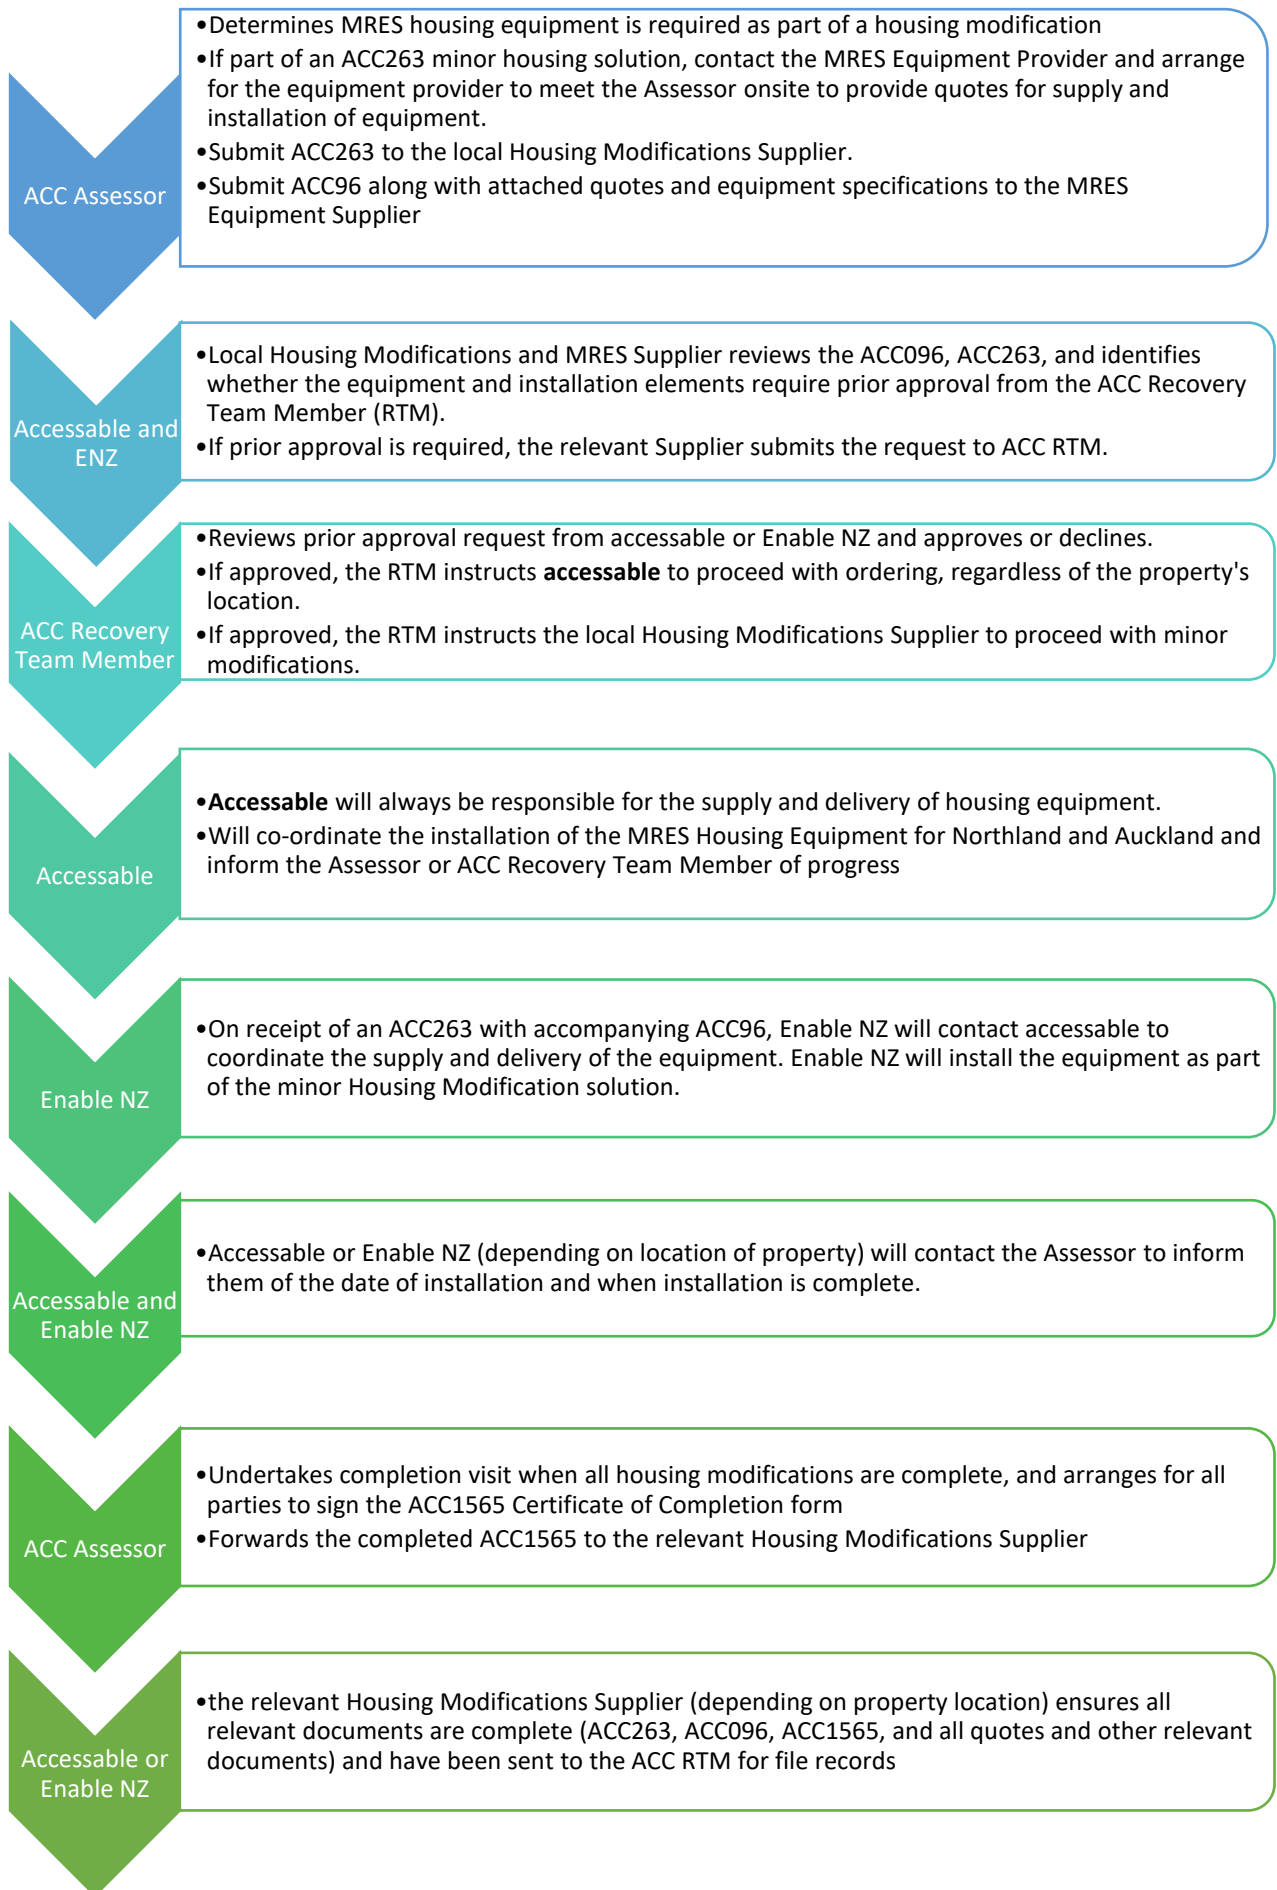 •Determines MRES housing equipment is required as part of a housing modification
•If part of an ACC263 minor housing solution, contact the MRES Equipment Provider and arrange
for the equipment provider to meet the Assessor onsite to provide quotes for supply and
installation of equipment.
•Submit ACC263 to the local Housing Modifications Supplier.
•Submit ACC96 along with attached quotes and equipment specifications to the MRES
Equipment Supplier
ACC Assessor
•Local Housing Modifications and MRES Supplier reviews the ACC096, ACC263, and identifies
whether the equipment and installation elements require prior approval from the ACC Recovery
Team Member (RTM).
•If prior approval is required, the relevant Supplier submits the request to ACC RTM.
Accessable and
ENZ
•Reviews prior approval request from accessable or Enable NZ and approves or declines.
•If approved, the RTM instructs accessable to proceed with ordering, regardless of the property's
location.
•If approved, the RTM instructs the local Housing Modifications Supplier to proceed with minor
modifications.
ACC Recovery
Team Member
•Accessable will always be responsible for the supply and delivery of housing equipment.
•Will co-ordinate the installation of the MRES Housing Equipment for Northland and Auckland and
inform the Assessor or ACC Recovery Team Member of progress
Accessable
•On receipt of an ACC263 with accompanying ACC96, Enable NZ will contact accessable to
coordinate the supply and delivery of the equipment. Enable NZ will install the equipment as part
of the minor Housing Modification solution.
Enable NZ
•Accessable or Enable NZ (depending on location of property) will contact the Assessor to inform
them of the date of installation and when installation is complete.
Accessable and
Enable NZ
•Undertakes completion visit when all housing modifications are complete, and arranges for all
parties to sign the ACC1565 Certificate of Completion form
•Forwards the completed ACC1565 to the relevant Housing Modifications Supplier
ACC Assessor
•the relevant Housing Modifications Supplier (depending on property location) ensures all
relevant documents are complete (ACC263, ACC096, ACC1565, and all quotes and other relevant
documents) and have been sent to the ACC RTM for file records
Accessable or
Enable NZ